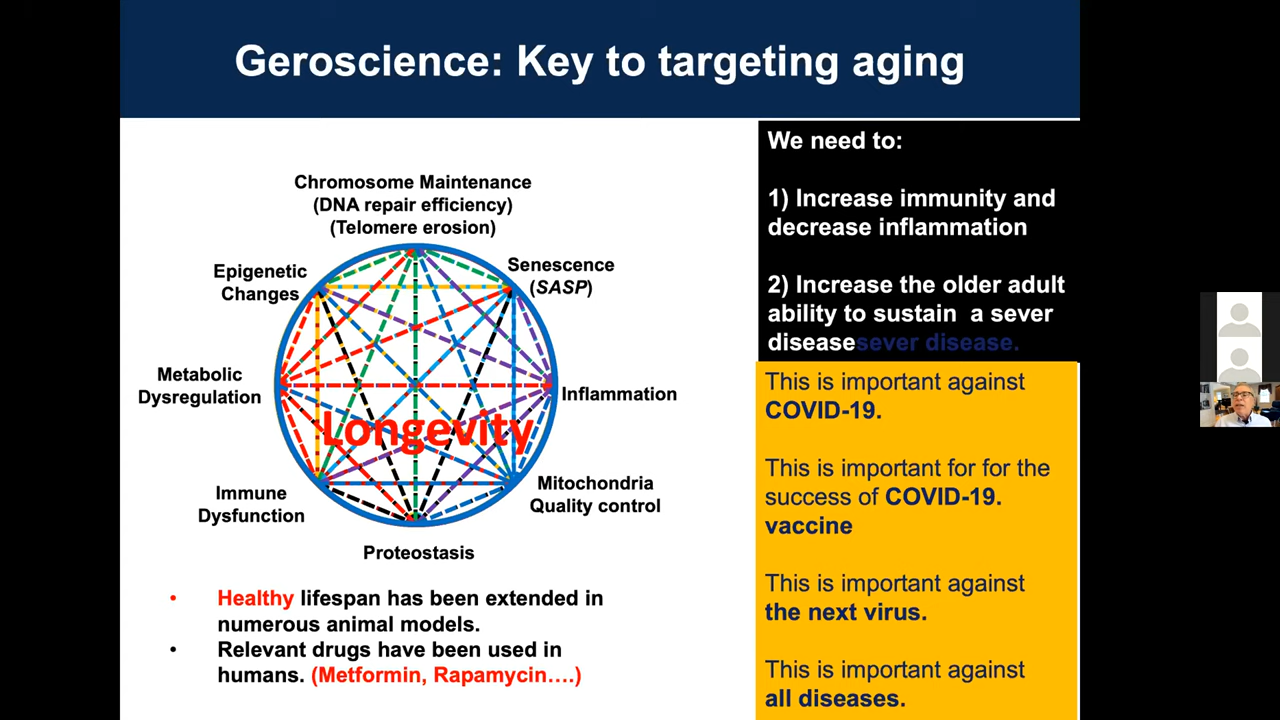 Geroscience: Key to targeting aging
Chromosome Maintenance
(DNA repair efficiency)
(Telomere erosion)
Epigenetic
Changes
Senescence
(SASP)
Metabolic
Dysregulation
Inflammation
Longevity
Immune
Dysfunction
Mitochondria
Quality control
Proteostasis
• Healthy lifespan has been extended in
numerous animal models.
• Relevant drugs have been used in
humans. (Metformin, Rapamycin....)
We need to:
1) Increase immunity and
decrease inflammation
2) Increase the older adult
ability to sustain a sever
diseasesever disease.
This is important against
COVID-19.
This is important for for the
success of COVID-19.
vaccine
This is important against
the next virus.
This is important against
all diseases.